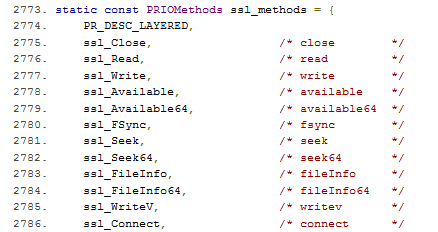 2773. static const PRIOMethods ssl_methods = {
2774. PR_DESC_LAYERED,
2775. ssl_Close, /* close */
2776. ssl_Read, /* read */
2777. ssl_Write, /* write */
2778. ssl_Available, /* available */
2779. ssl_Available64, /* available64 */
2780. ssl_FSync, /* fsync */
2781. ssl_Seek, /* seek */
2782. ssl_Seek64, /* seek64 */
2783. ssl_FileInfo, /* fileInfo */
2784. ssl_FileInfo64, /* fileInfo64 */
2785. ssl_WriteV, /* writev */
2786. ssl_Connect, /* connect */